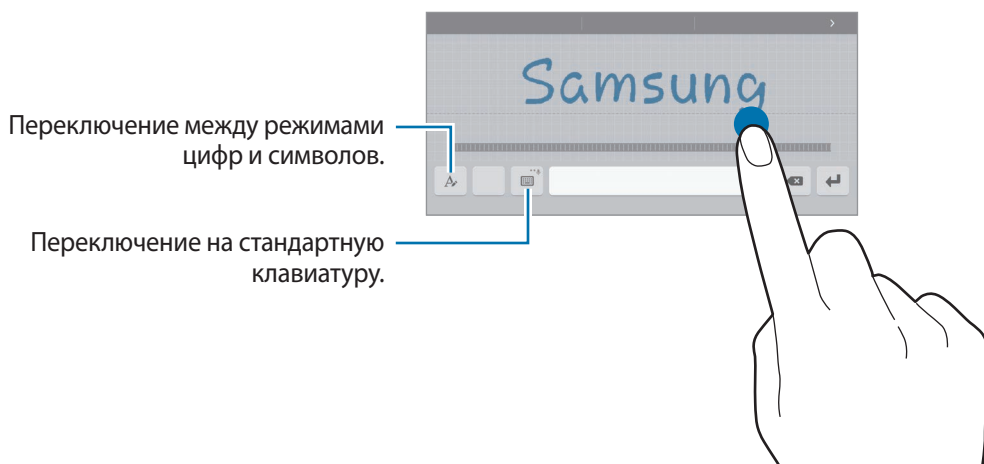 Samsung
Переключение между режимами
цифр и символов.
Переключение на стандартную
клавиатуру.